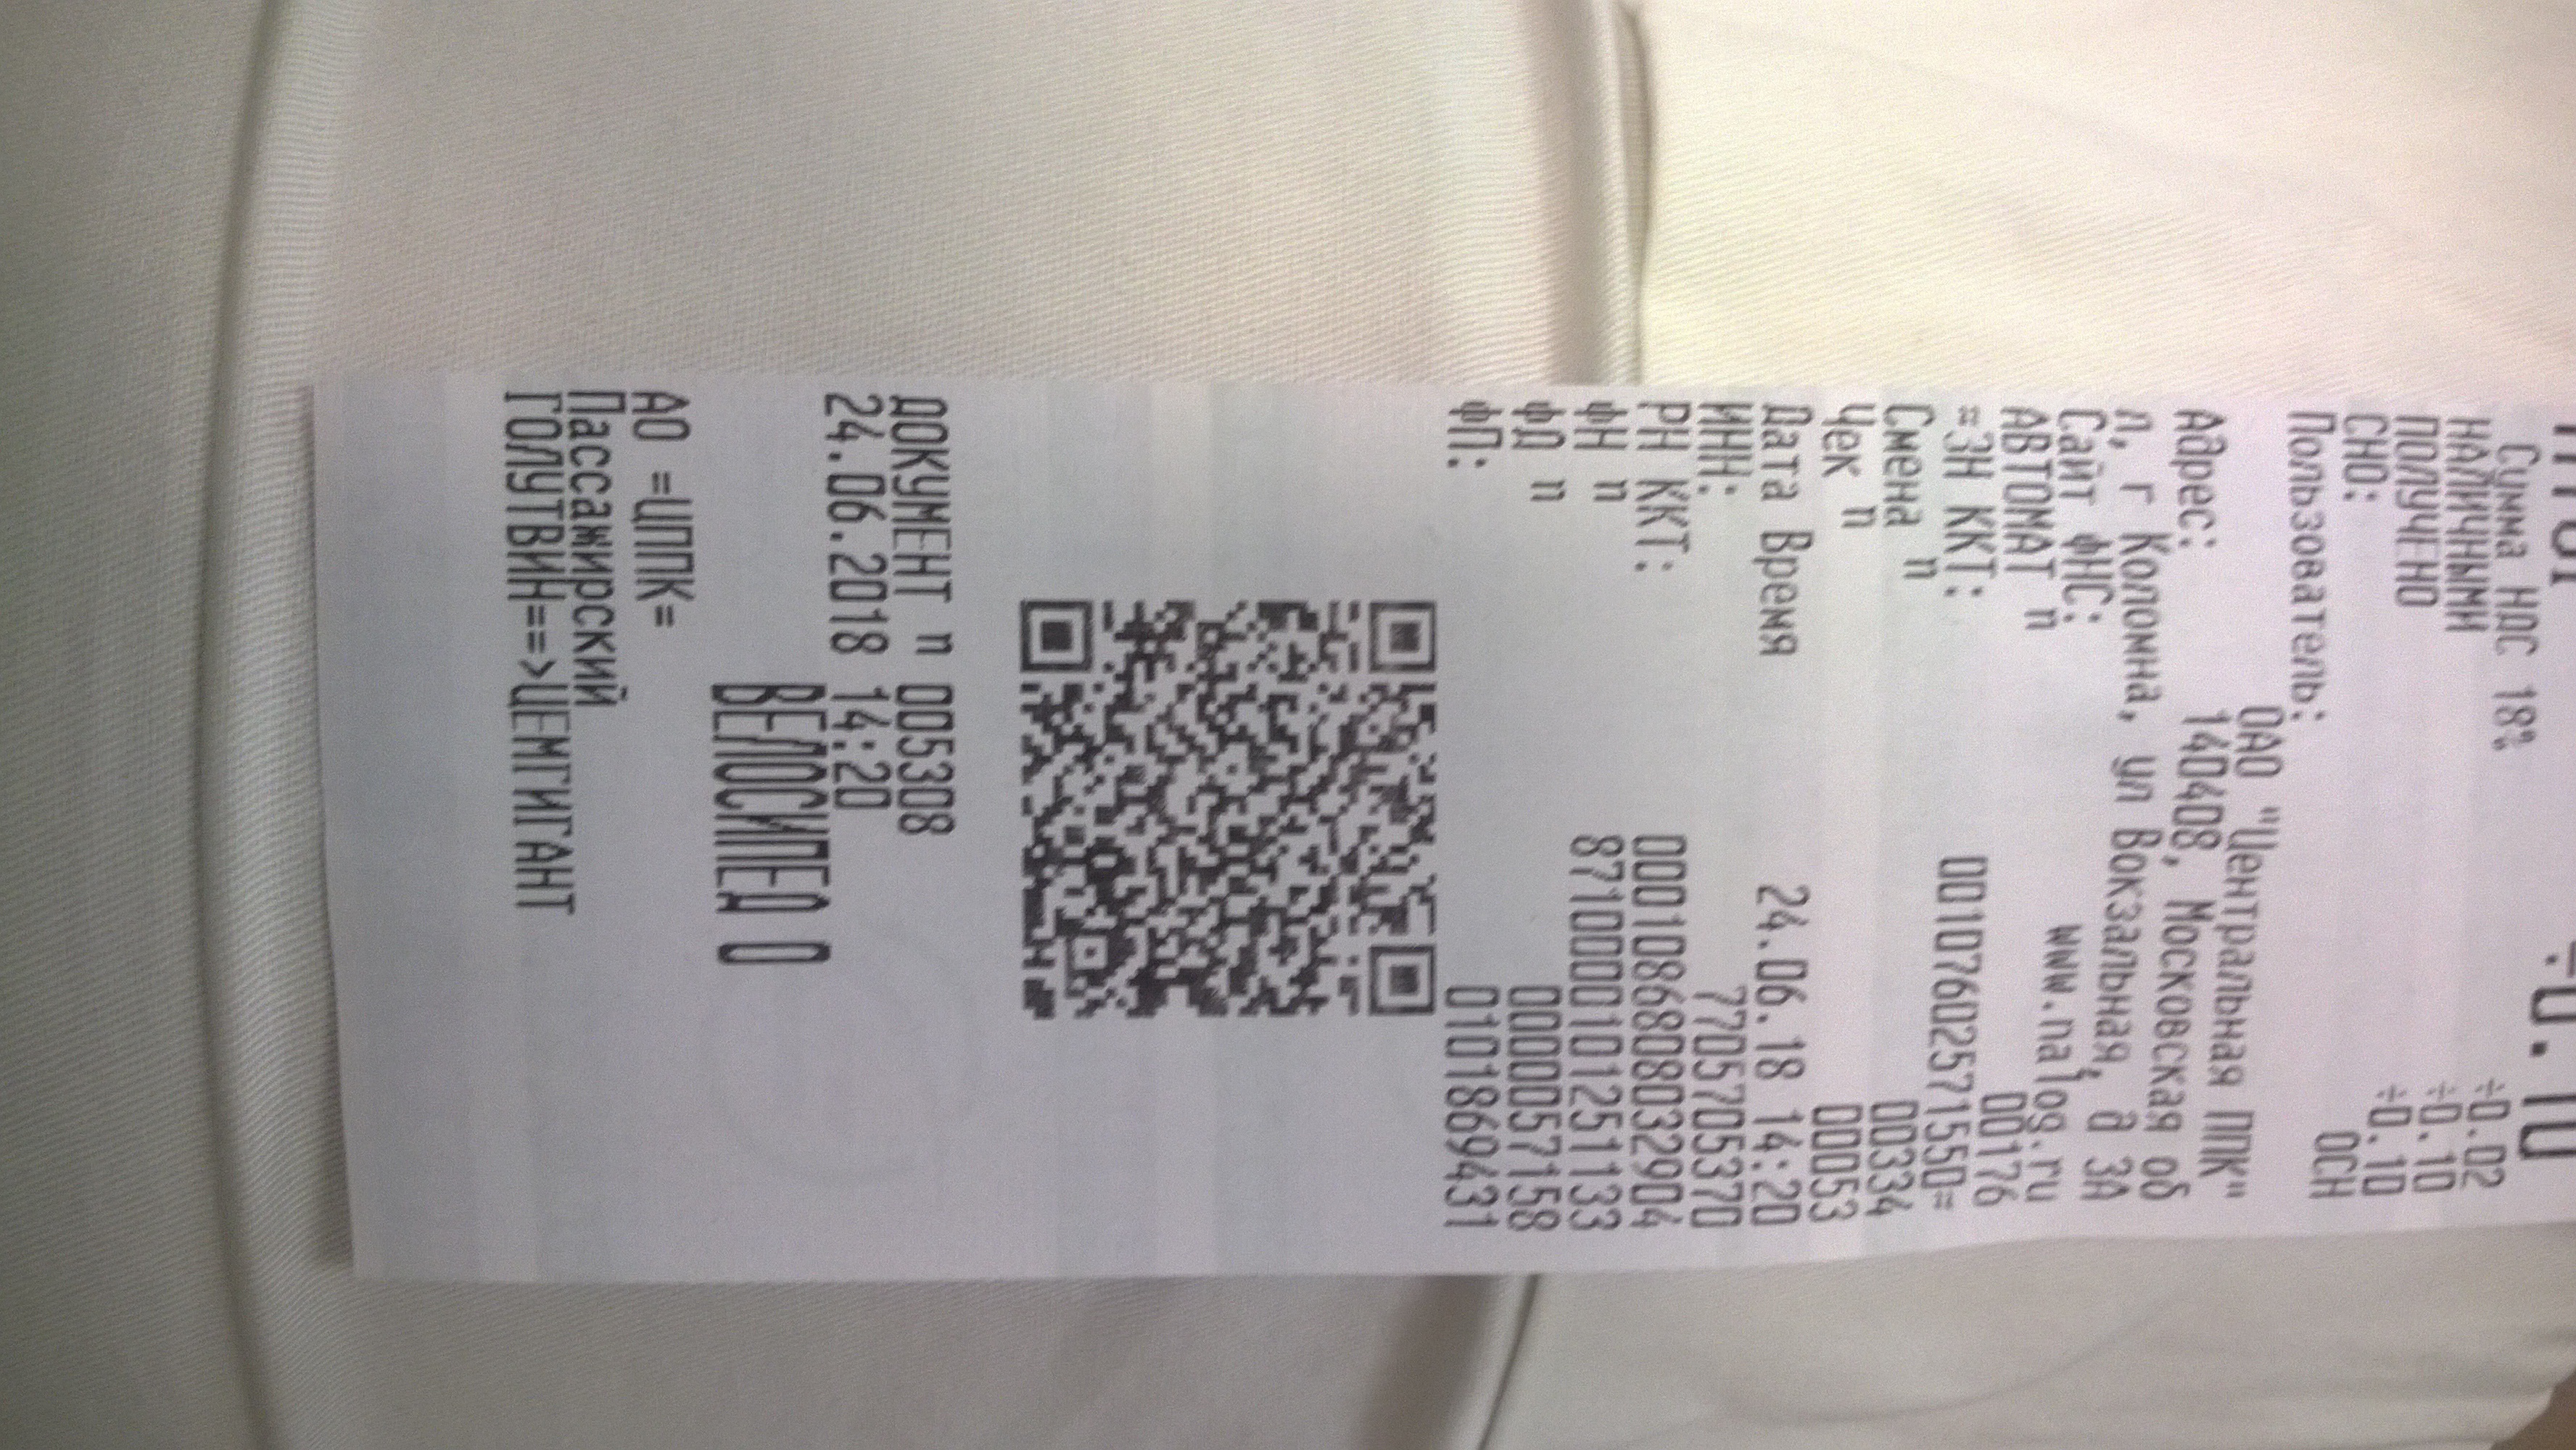 ÷0.10
Сумма НДС 18% ÷0.02
НАЛИЧНЫМИ ÷0.10
ПОЛУЧЕНО ÷0.10
СНО: ОСН
Пользователь:
ОАО "Центральная ППК"
Адрес: 140408, Московская об
л, г Коломна, ул Вокзальная, д 3А
Сайт ФНС: www.nalog.ru
АВТОМАТ n 00176
=ЗН ККТ: 00107602571550=
Смена n 00334
Чек n 00053
Дата Время 24.06.18 14:20
ИНН: 7705705370
РН ККТ: 0001086808032904
ФН n 8710000101251133
ФД n 0000057158
ФП: 0101869431
ДОКУМЕНТ n 005308
24.06.2018 14:20
ВЕЛОСИПЕД 0
АО =ЦППК=
Пассажирский
ГОЛУТВИН==>ЦЕМГИГАНТ